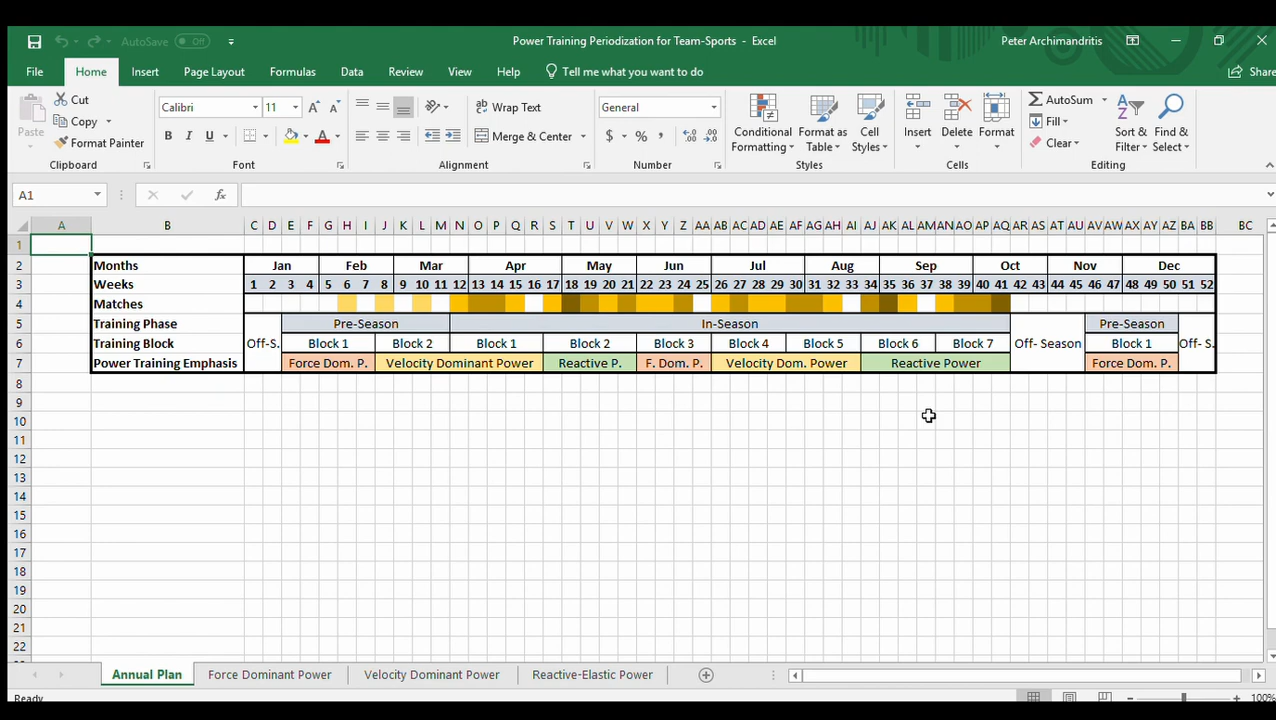 AutoSave Off Power Training Periodization for Team-Sports - Excel Peter Archimandritis
File Home Insert Page Layout Formulas Data Review View Help Tell me what you want to do Share
Cut
Copy
Format Painter
Paste
Calibri 11
B I U
Wrap Text
Merge & Center
General
$ % ,
Conditional Formatting
Format as Table
Cell Styles
Insert
Delete
Format
AutoSum
Fill
Clear
Sort & Filter
Find & Select
Clipboard Font Alignment Number Styles Cells Editing
A1 fx
A B C D E F G H I J K L M N O P Q R S T U V W X Y Z AA AB AC AD AE AF AG AH AI AJ AK AL AM AN AO AP AQ AR AS AT AU AV AW AX AY AZ BA BB BC
1
2 Months Jan Feb Mar Apr May Jun Jul Aug Sep Oct Nov Dec
3 Weeks 1 2 3 4 5 6 7 8 9 10 11 12 13 14 15 16 17 18 19 20 21 22 23 24 25 26 27 28 29 30 31 32 33 34 35 36 37 38 39 40 41 42 43 44 45 46 47 48 49 50 51 52
4 Matches
5 Training Phase Pre-Season In-Season Pre-Season
6 Training Block Off-S. Block 1 Block 2 Block 1 Block 2 Block 3 Block 4 Block 5 Block 6 Block 7 Off- Season Block 1 Off- S.
7 Power Training Emphasis Force Dom. P. Velocity Dominant Power Reactive P. F. Dom. P. Velocity Dom. Power Reactive Power Force Dom. P.
8
9
10
11
12
13
14
15
16
17
18
19
20
21
22
Annual Plan Force Dominant Power Velocity Dominant Power Reactive-Elastic Power
Ready 100%